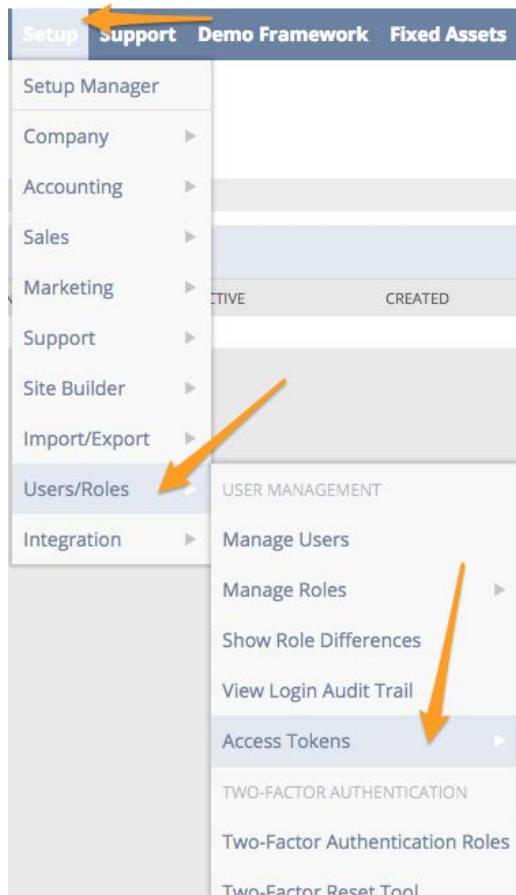 Setup Support Demo Framework Fixed Assets
Setup Manager
Company
Accounting
Sales
Marketing
CTIVE CREATED
Support
Site Builder
Import/Export
Users/Roles
USER MANAGEMENT
Integration
Manage Users
Manage Roles
Show Role Differences
View Login Audit Trail
Access Tokens
TWO-FACTOR AUTHENTICATION
Two-Factor Authentication Roles
Two-Factor Reset Tool